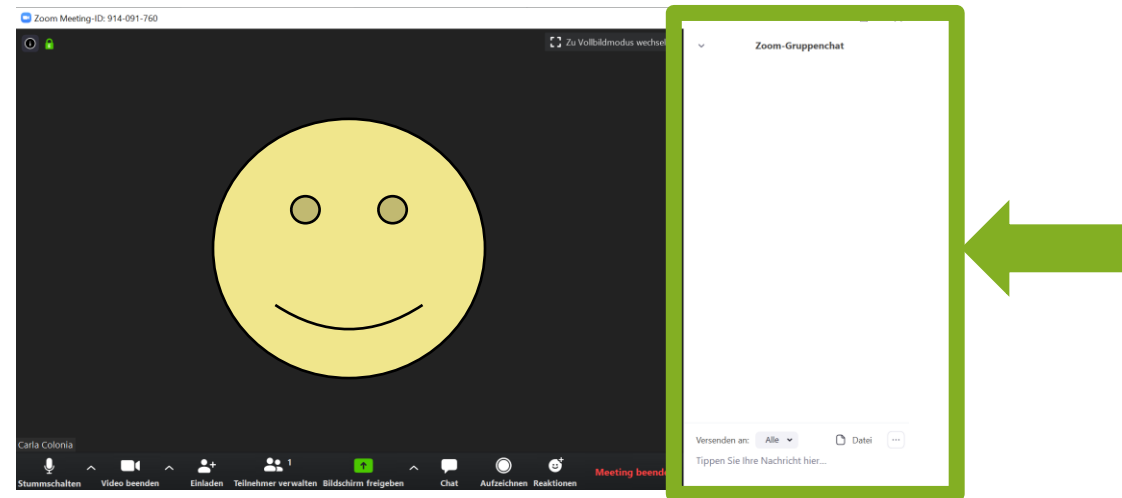 Zoom Meeting-ID: 914-091-760
Zu Vollbildmodus wechsel
Zoom-Gruppenchat
Carla Colonia
Versenden an: Alle Datei
Tippen Sie Ihre Nachricht hier...
1
Stummschalten Video beenden Einladen Teilnehmer verwalten Bildschirm freigeben Chat Aufzeichnen Reaktionen Meeting beende